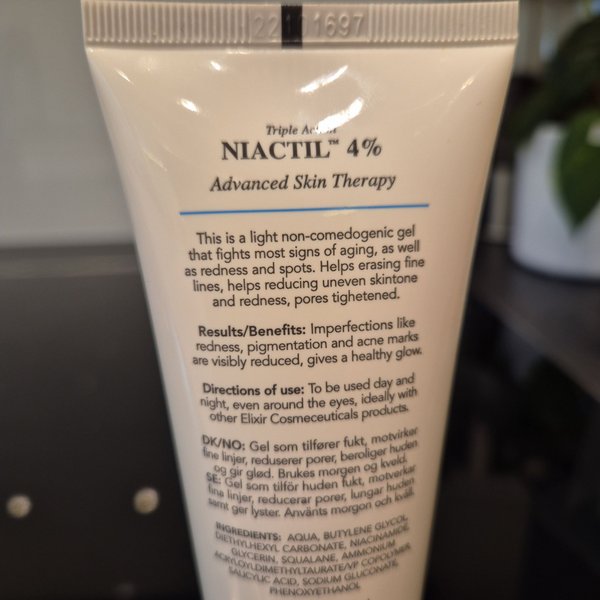 1697
Triple
NIACTIL™ 4%
Advanced Skin Therapy
This is a light non-comedogenic gel
that fights most signs of aging, as well
as redness and spots. Helps erasing fine
lines, helps reducing uneven skintone
and redness, pores tighetened.
Results/Benefits: Imperfections like
redness, pigmentation and acne marks
are visibly reduced, gives a healthy glow.
Directions of use: To be used day and
night, even around the eyes, ideally with
other Elixir Cosmeceuticals products.
DK/NO: Gel som tilfører fukt, motvirker
fine linjer, reduserer porer, beroliger huden
og gir glød. Brukes morgen og kveld.
SE: Gel som tilför huden fukt, motverkar
fina linjer, reducerar porer, lungar huden
samt ger lyster. Använts morgon och kväll.
INGREDIENTS: AQUA, BUTYLENE GLYCOL,
DIETHYLHEXYL CARBONATE, NIACINAMIDE,
GLYCERIN, SQUALANE, AMMONIUM
ACRYLOYLDIMETHYLTAURATE/VP COPOLYMER,
SALICYLIC ACID, SODIUM GLUCONATE,
PHENOXYETHANOL